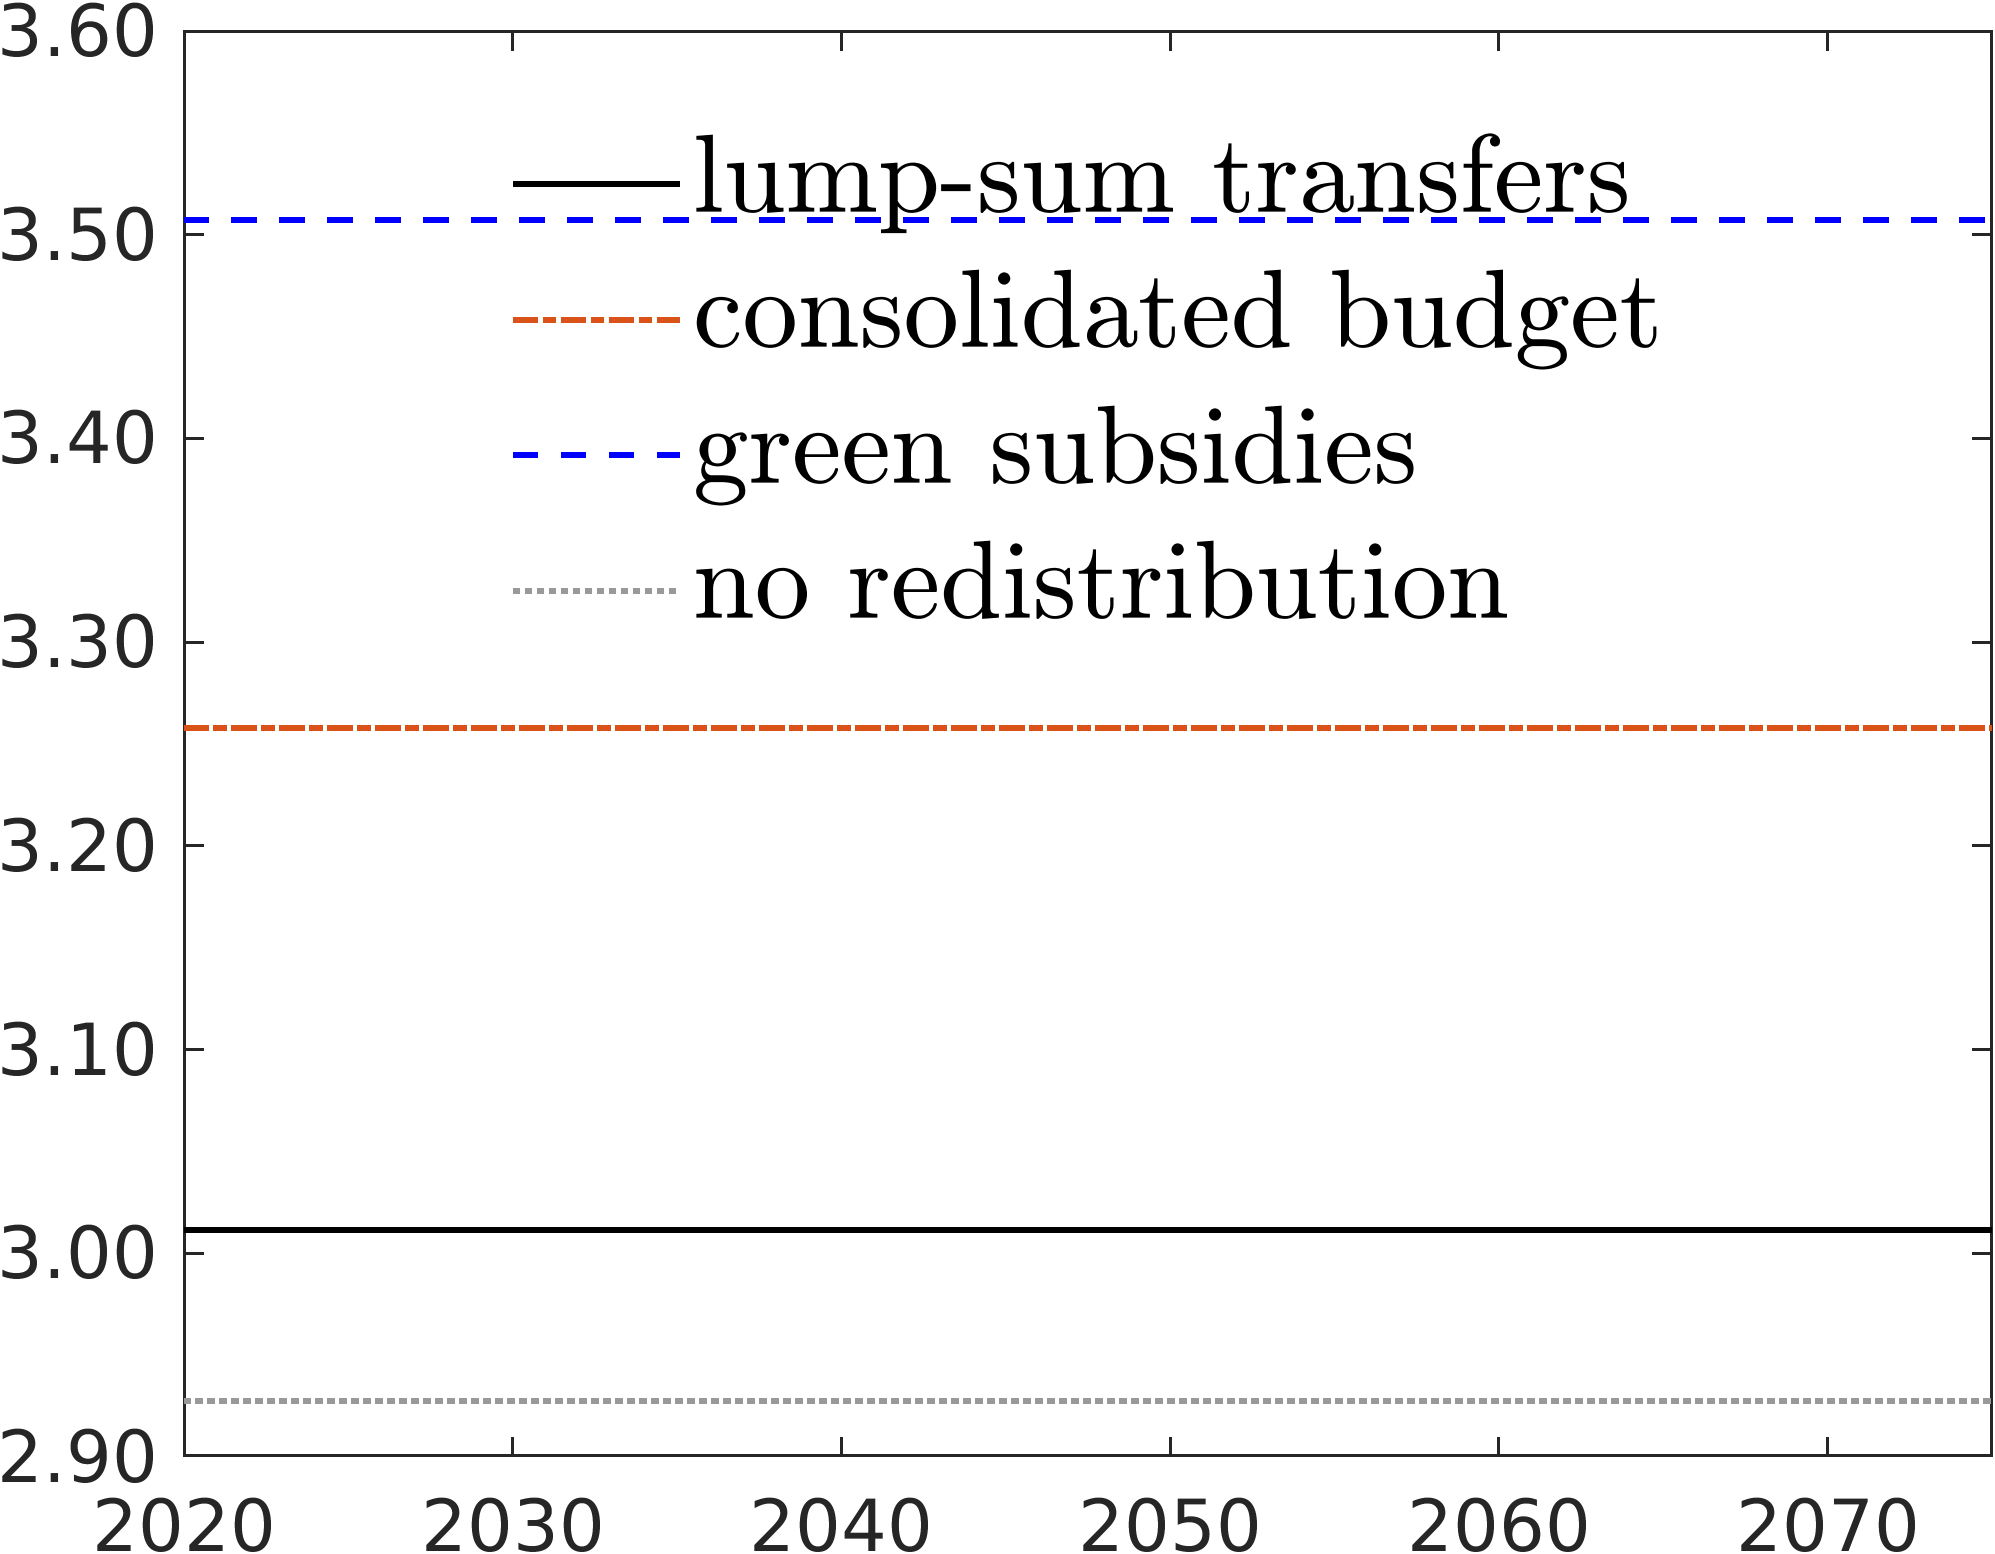 3.60
lump-sum transfers
3.50
consolidated budget
3.40
green subsidies
no redistribution
3.30
3.20
3.10
3.00
2.90
2020 2030 2040 2050 2060 2070